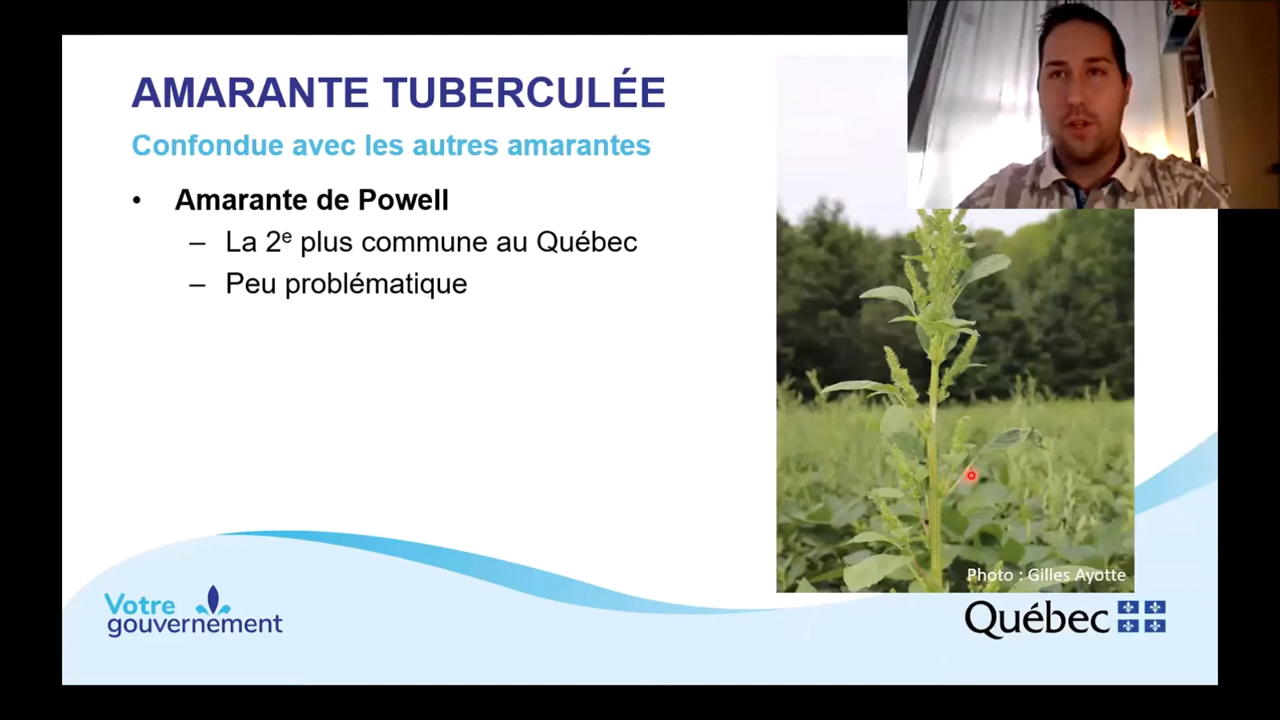 AMARANTE TUBERCULÉE
Confondue avec les autres amarantes
• Amarante de Powell
– La 2e plus commune au Québec
– Peu problématique
Photo : Gilles Ayotte
Votre
gouvernement
Québec